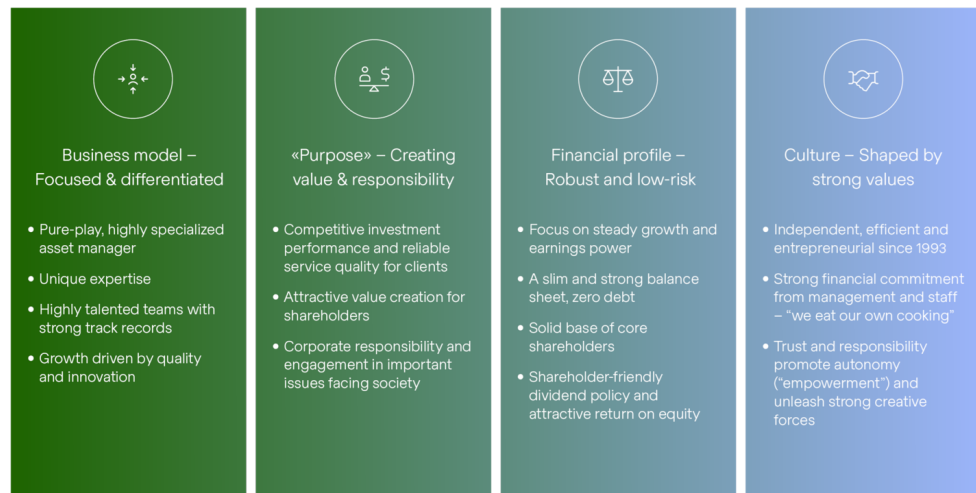 Business model –
Focused & differentiated
• Pure-play, highly specialized
asset manager
• Unique expertise
• Highly talented teams with
strong track records
• Growth driven by quality
and innovation
«Purpose» – Creating
value & responsibility
• Competitive investment
performance and reliable
service quality for clients
• Attractive value creation for
shareholders
• Corporate responsibility and
engagement in important
issues facing society
Financial profile –
Robust and low-risk
• Focus on steady growth and
earnings power
• A slim and strong balance
sheet, zero debt
• Solid base of core
shareholders
• Shareholder-friendly
dividend policy and
attractive return on equity
Culture – Shaped by
strong values
• Independent, efficient and
entrepreneurial since 1993
• Strong financial commitment
from management and staff
– “we eat our own cooking”
• Trust and responsibility
promote autonomy
(“empowerment”) and
unleash strong creative
forces